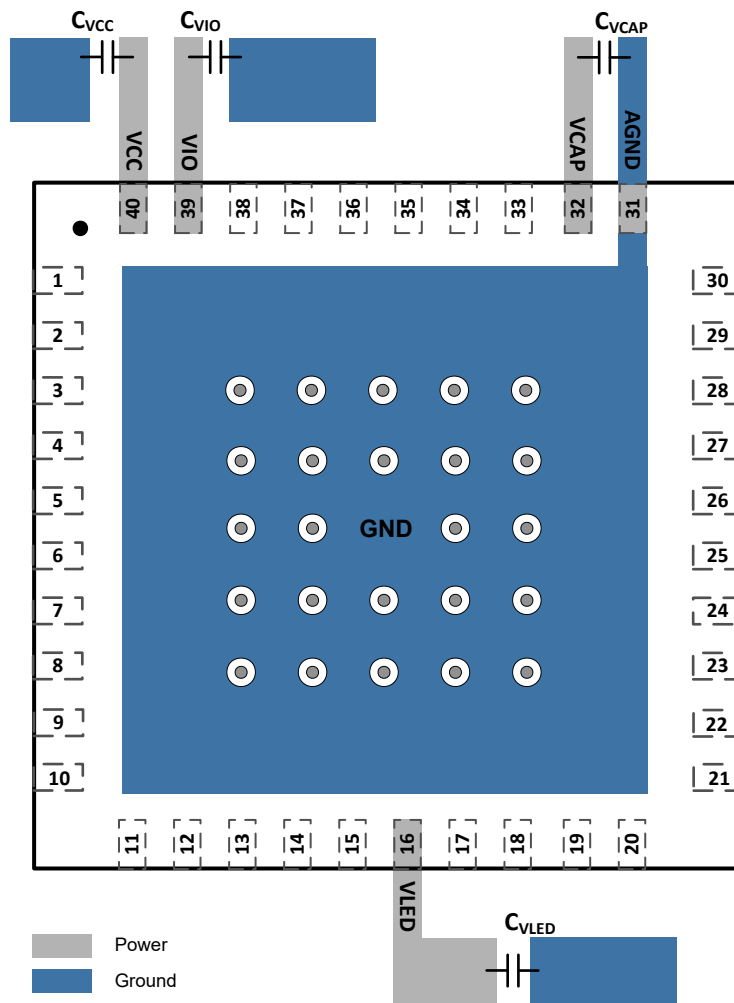 CVCC CVIO CVCAP
VCC VIO VCAP AGND
40 39 38 37 36 35 34 33 32 31
1 30
2 29
3 28
4 27
5 26
GND
6 25
7 24
8 23
9 22
10 21
11 12 13 14 15 16 17 18 19 20
VLED
CVLED
Power
Ground